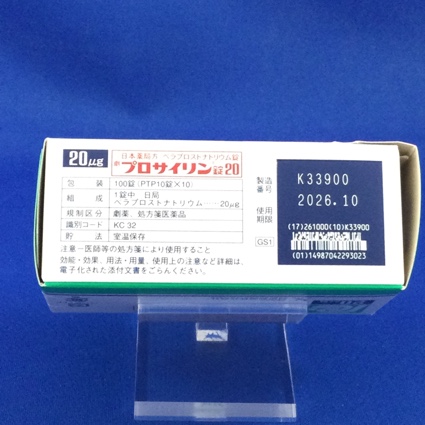 20μg
日本薬局方 ベラプロストナトリウム錠
プロサイリン錠20
包装 100錠(PTP10錠×10)
組成 1錠中 日局
ベラプロストナトリウム…20μg
規制区分 劇薬、処方箋医薬品
識別コード KC 32
貯法 室温保存
注意-医師等の処方箋により使用すること
効能・効果、用法・用量、使用上の注意など詳細は、
電子化された添付文書をごらんください。
製造番号 K33900
使用期限 2026.10
GS1
(17)261000(10)K33900
(01)14987042293023